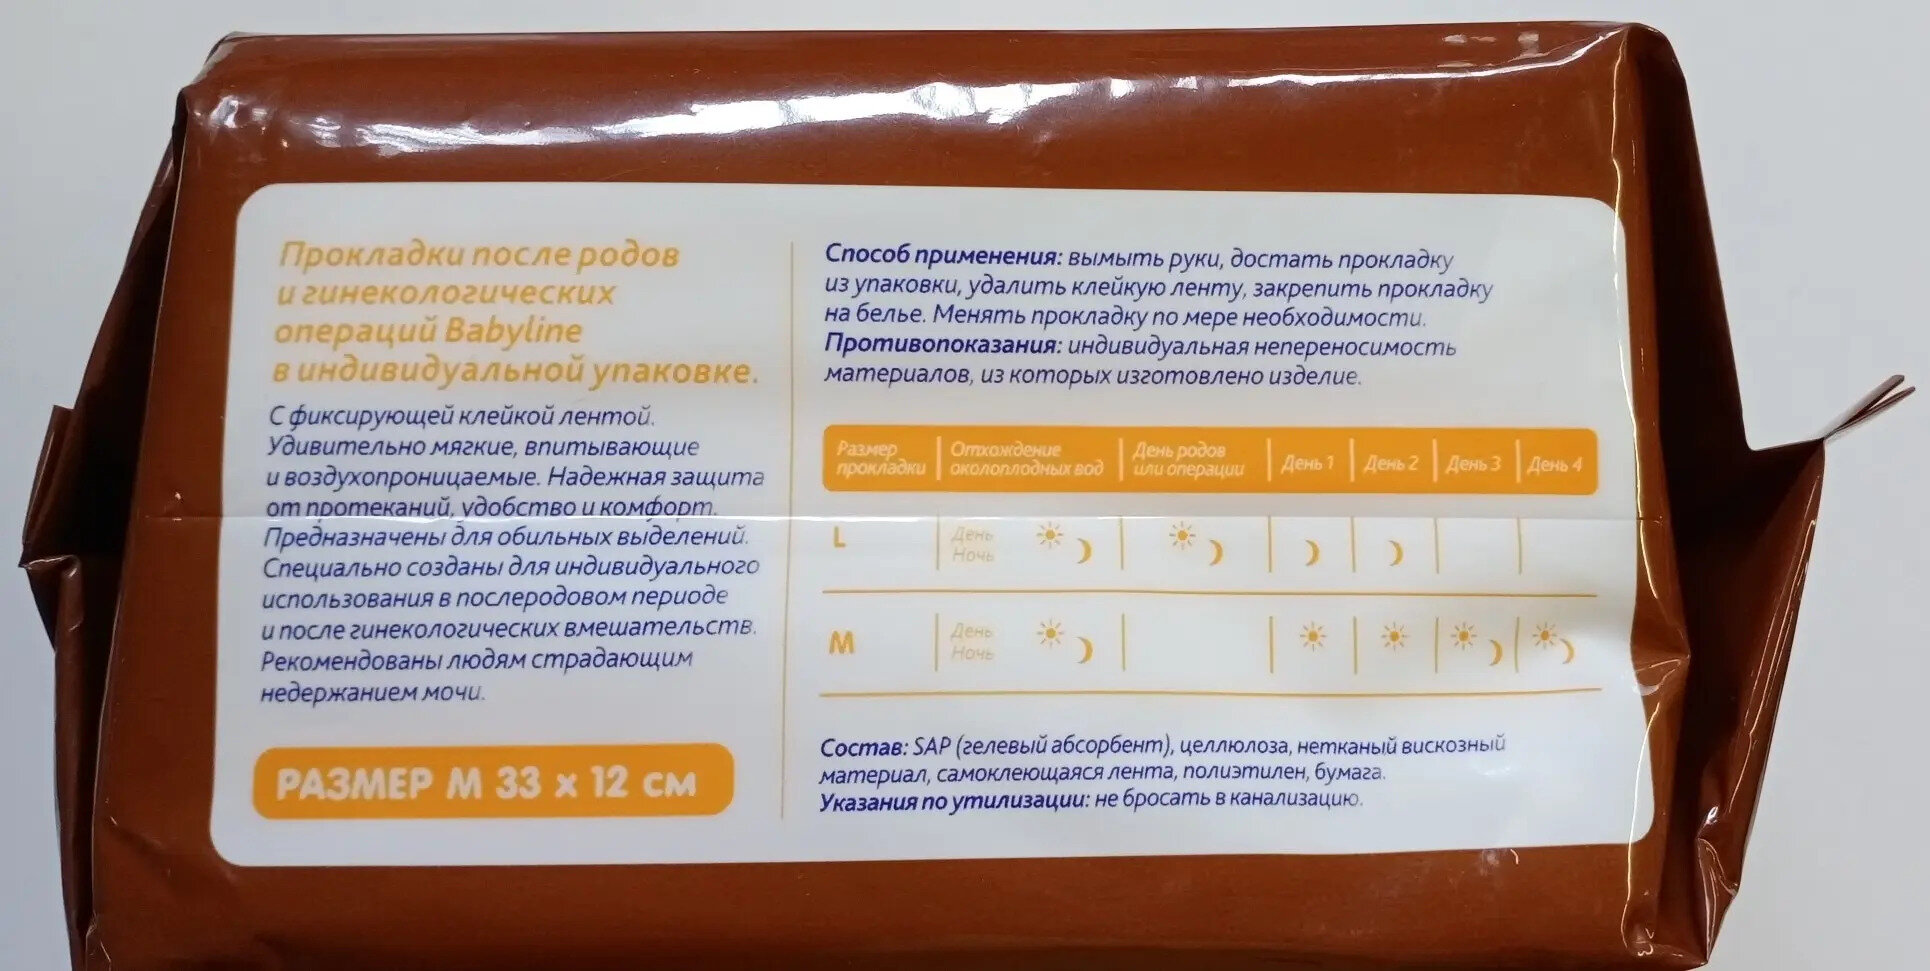 Прокладки после родов
и гинекологических
операций Babyline
в индивидуальной упаковке.
С фиксирующей клейкой лентой.
Удивительно мягкие, впитывающие
и воздухопроницаемые. Надежная защита
от протеканий, удобство и комфорт.
Предназначены для обильных выделений.
Специально созданы для индивидуального
использования в послеродовом периоде
и после гинекологических вмешательств.
Рекомендованы людям страдающим
недержанием мочи.
РАЗМЕР М 33 х 12 см
Способ применения: вымыть руки, достать прокладку
из упаковки, удалить клейкую ленту, закрепить прокладку
на белье. Менять прокладку по мере необходимости.
Противопоказания: индивидуальная непереносимость
материалов, из которых изготовлено изделие.
Размер прокладки Отхождение околоплодных вод День родов или операции День 1 День 2 День 3 День 4
L День
Ночь
M День
Ночь
Состав: SAP (гелевый абсорбент), целлюлоза, нетканый вискозный
материал, самоклеющаяся лента, полиэтилен, бумага.
Указания по утилизации: не бросать в канализацию.